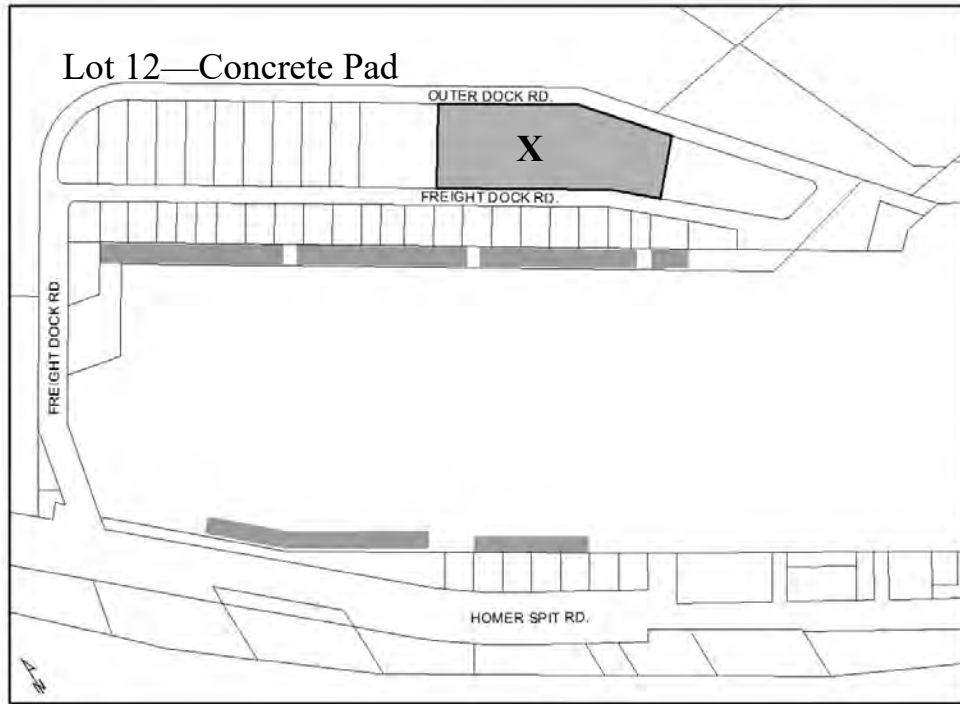 Lot 12—Concrete Pad
OUTER DOCK RD.
X
FREIGHT DOCK RD.
FREIGHT DOCK RD.
HOMER SPIT RD.
N